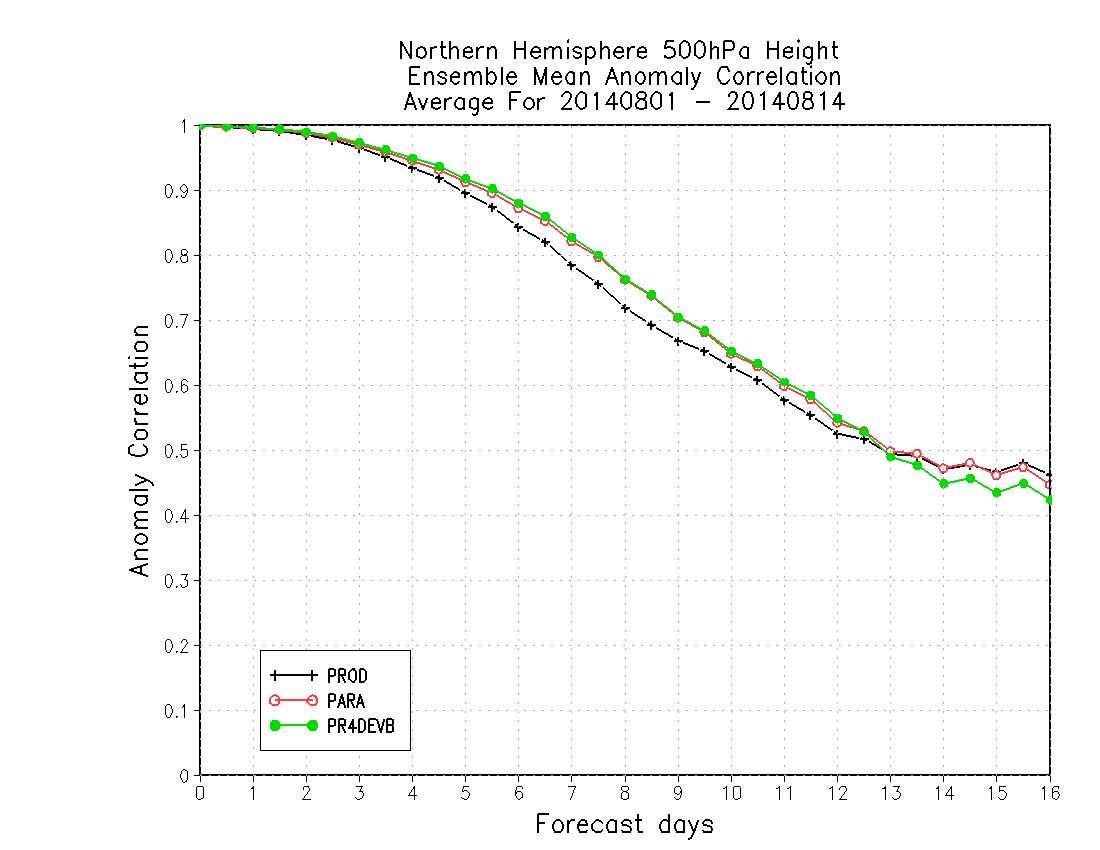 Northern Hemisphere 500hPa Height
Ensemble Mean Anomaly Correlation
Average For 20140801 – 20140814
1
0.9
0.8
0.7
0.6
0.5
0.4
0.3
0.2
0.1
0
Anomaly Correlation
PROD
PARA
PR4DEVB
0 1 2 3 4 5 6 7 8 9 10 11 12 13 14 15 16
Forecast days